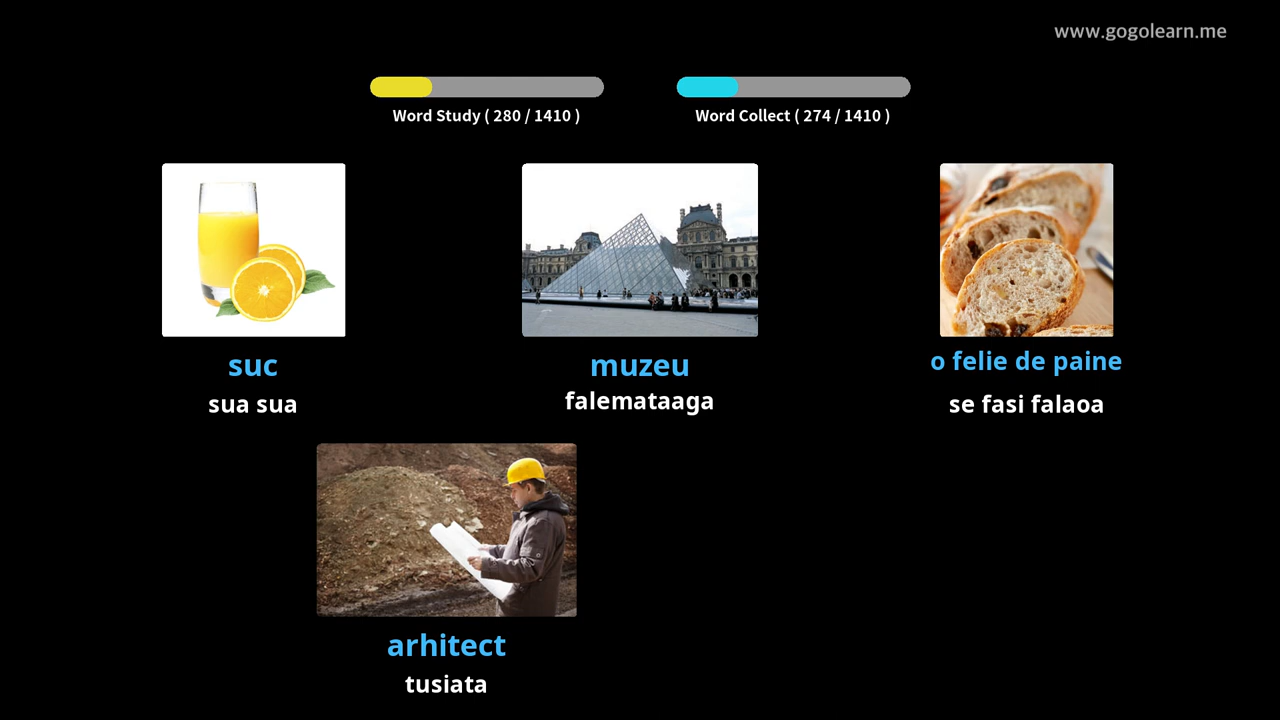 www.gogolearn.me
Word Study ( 280 / 1410 )
Word Collect ( 274 / 1410 )
suc
sua sua
muzeu
falemataaga
o felie de paine
se fasi falaoa
arhitect
tusiata